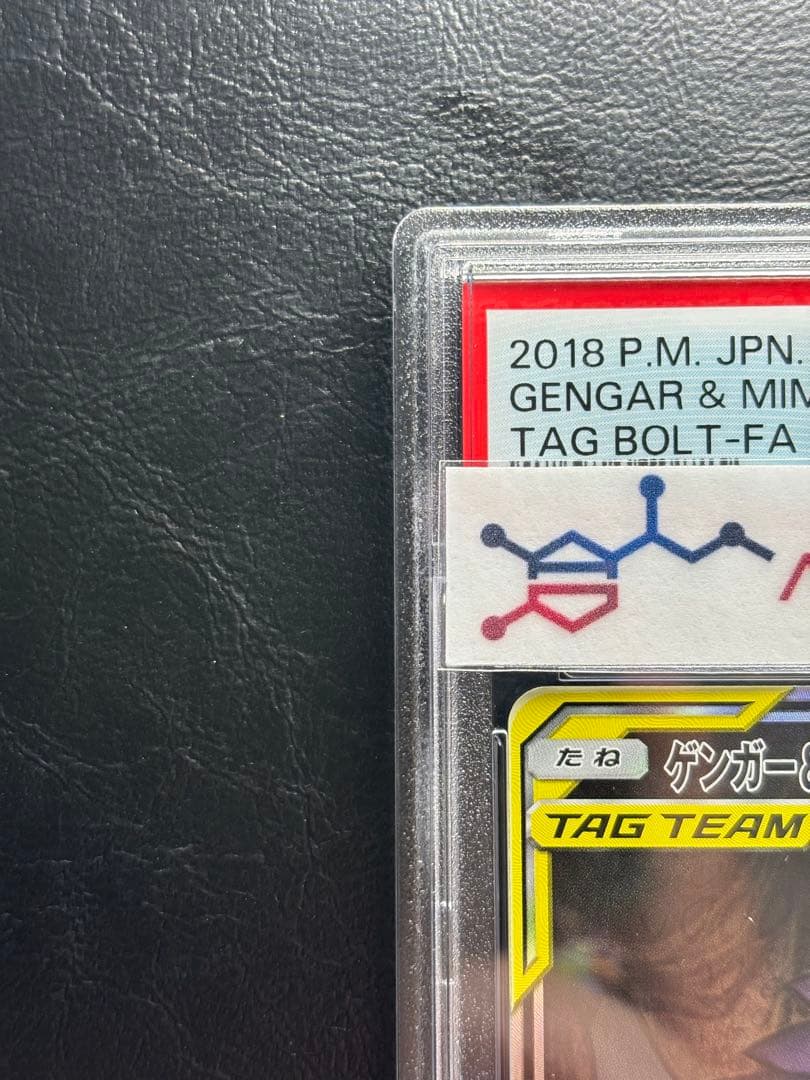 2018 P.M. JPN.
GENGAR & MIM
TAG BOLT-FA
たね
ゲンガー&
TAG TEAM